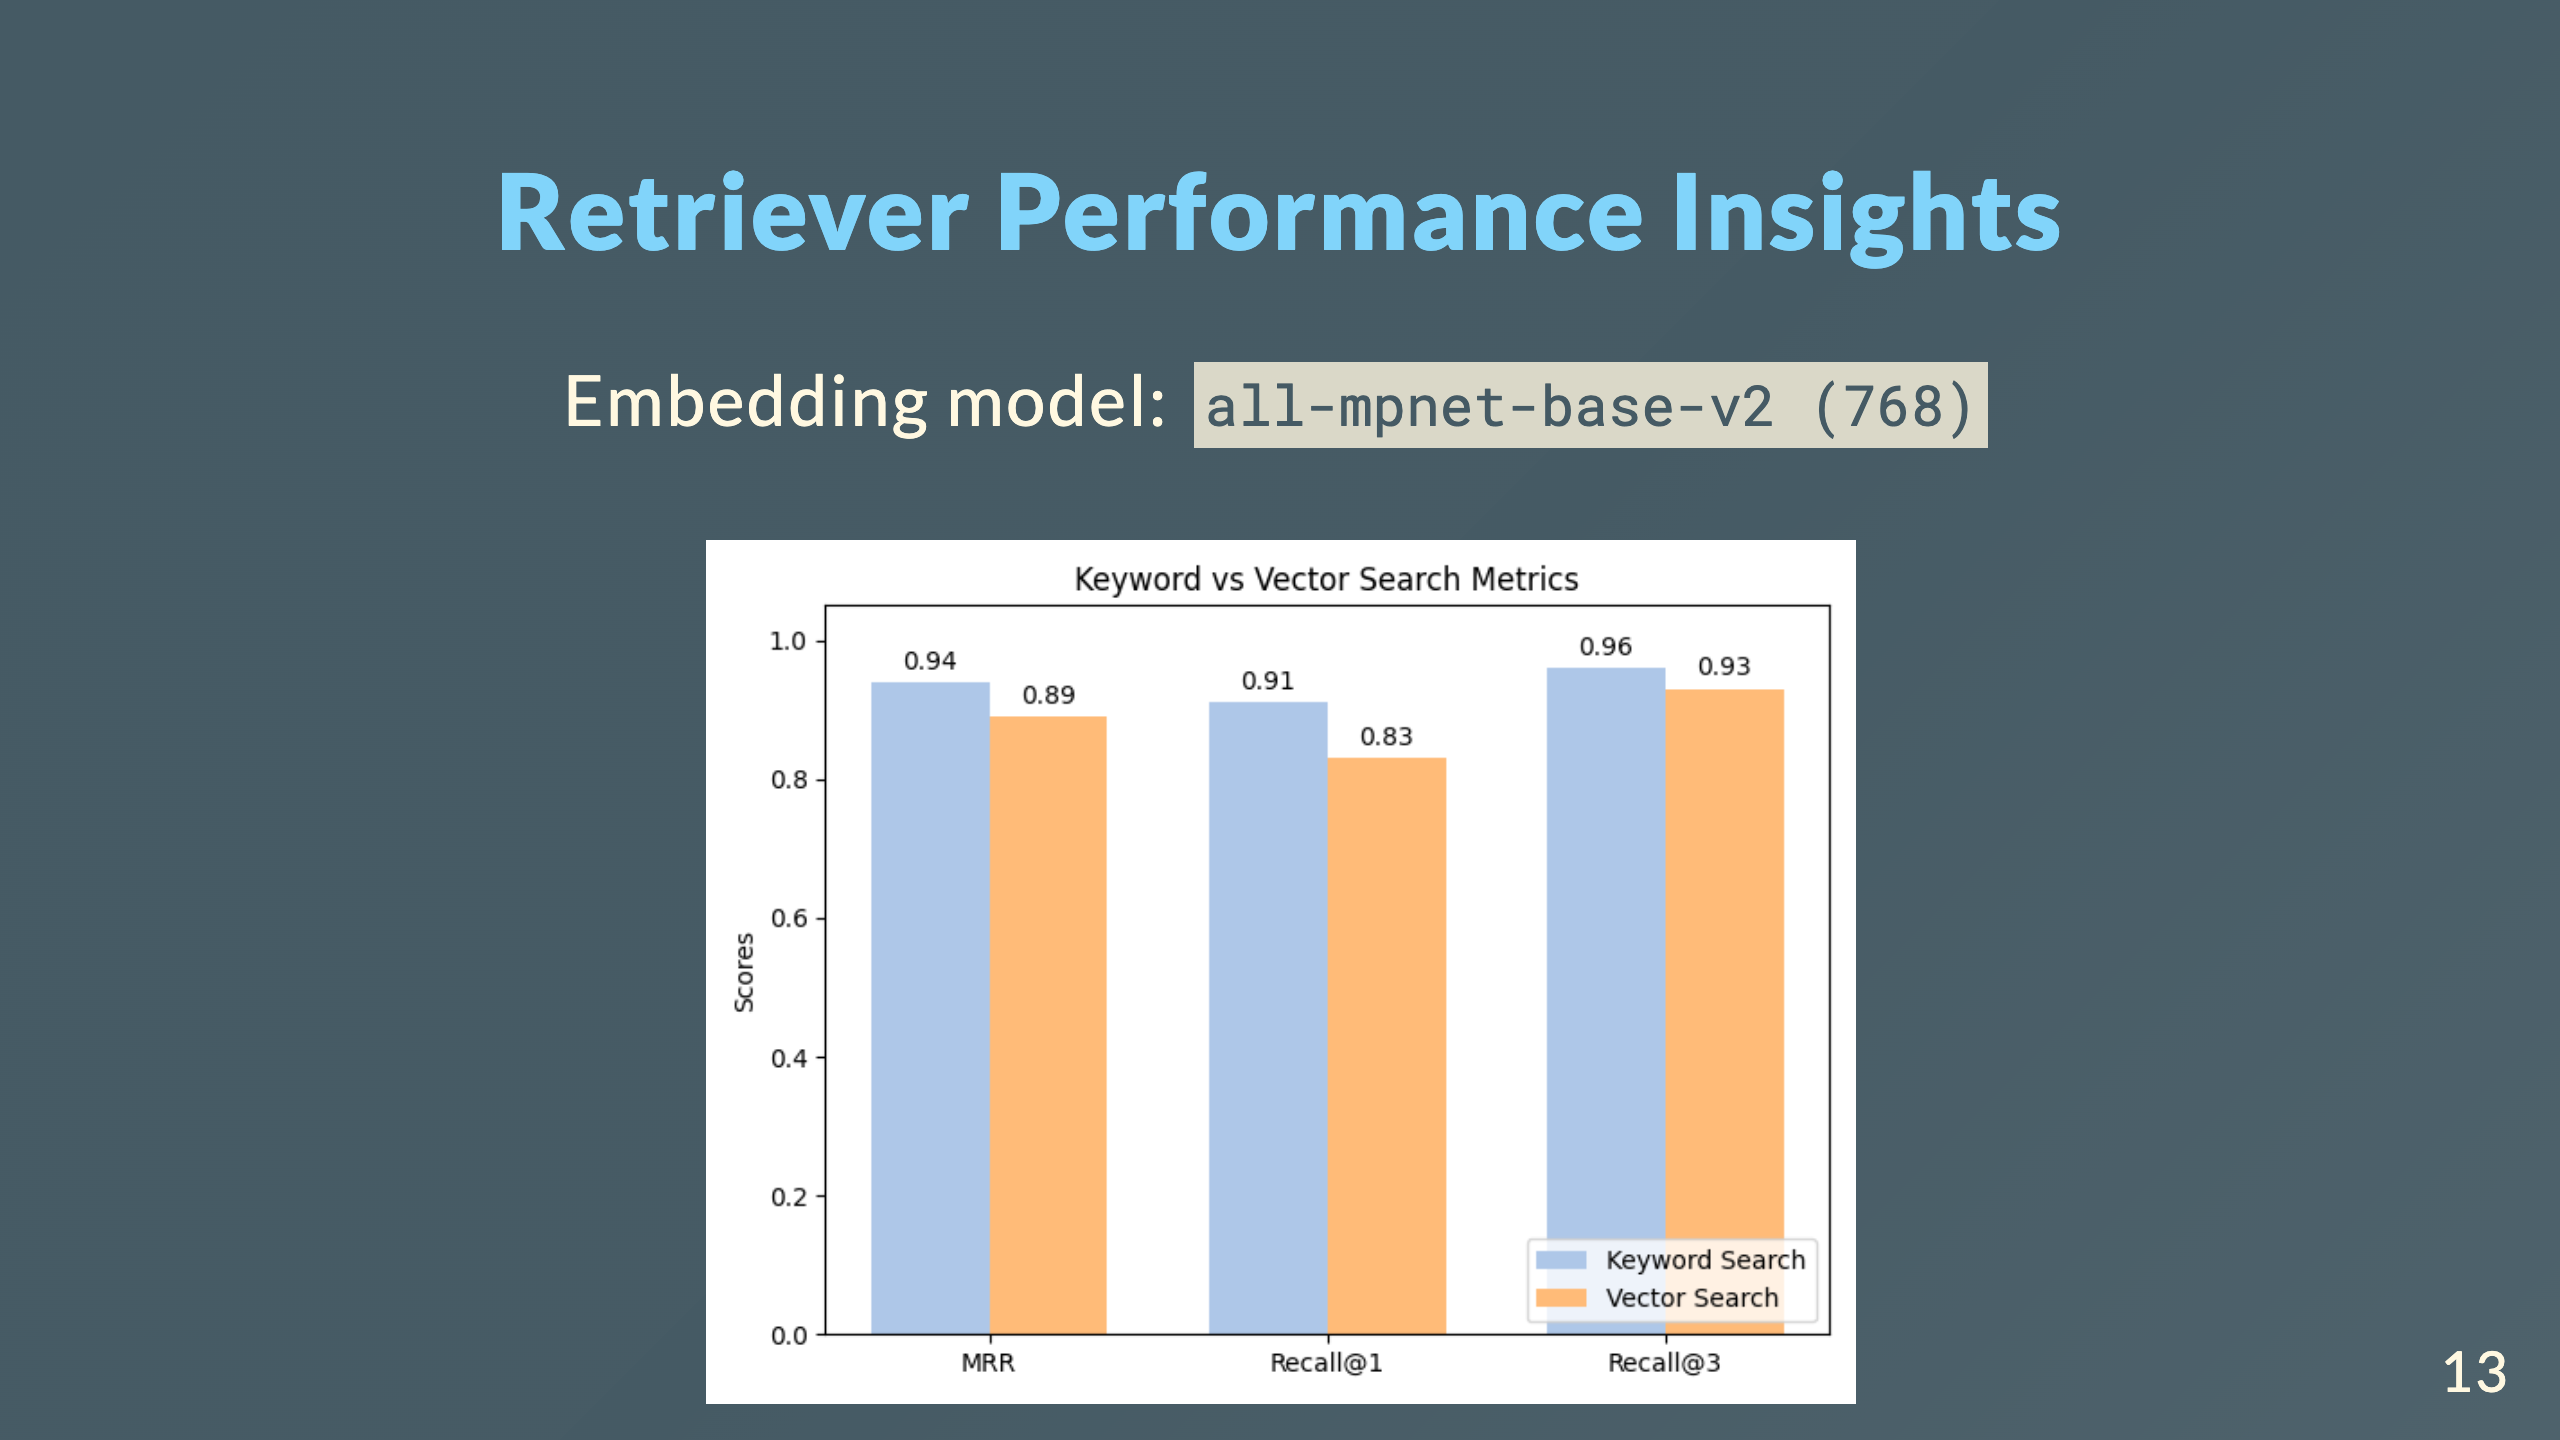 Retriever Performance Insights
Embedding model: all-mpnet-base-v2 (768)
Keyword vs Vector Search Metrics
1.0
0.8
0.6
0.4
0.2
0.0
Scores
0.94
0.89
0.91
0.83
0.96
0.93
Keyword Search
Vector Search
MRR
Recall@1
Recall@3
13